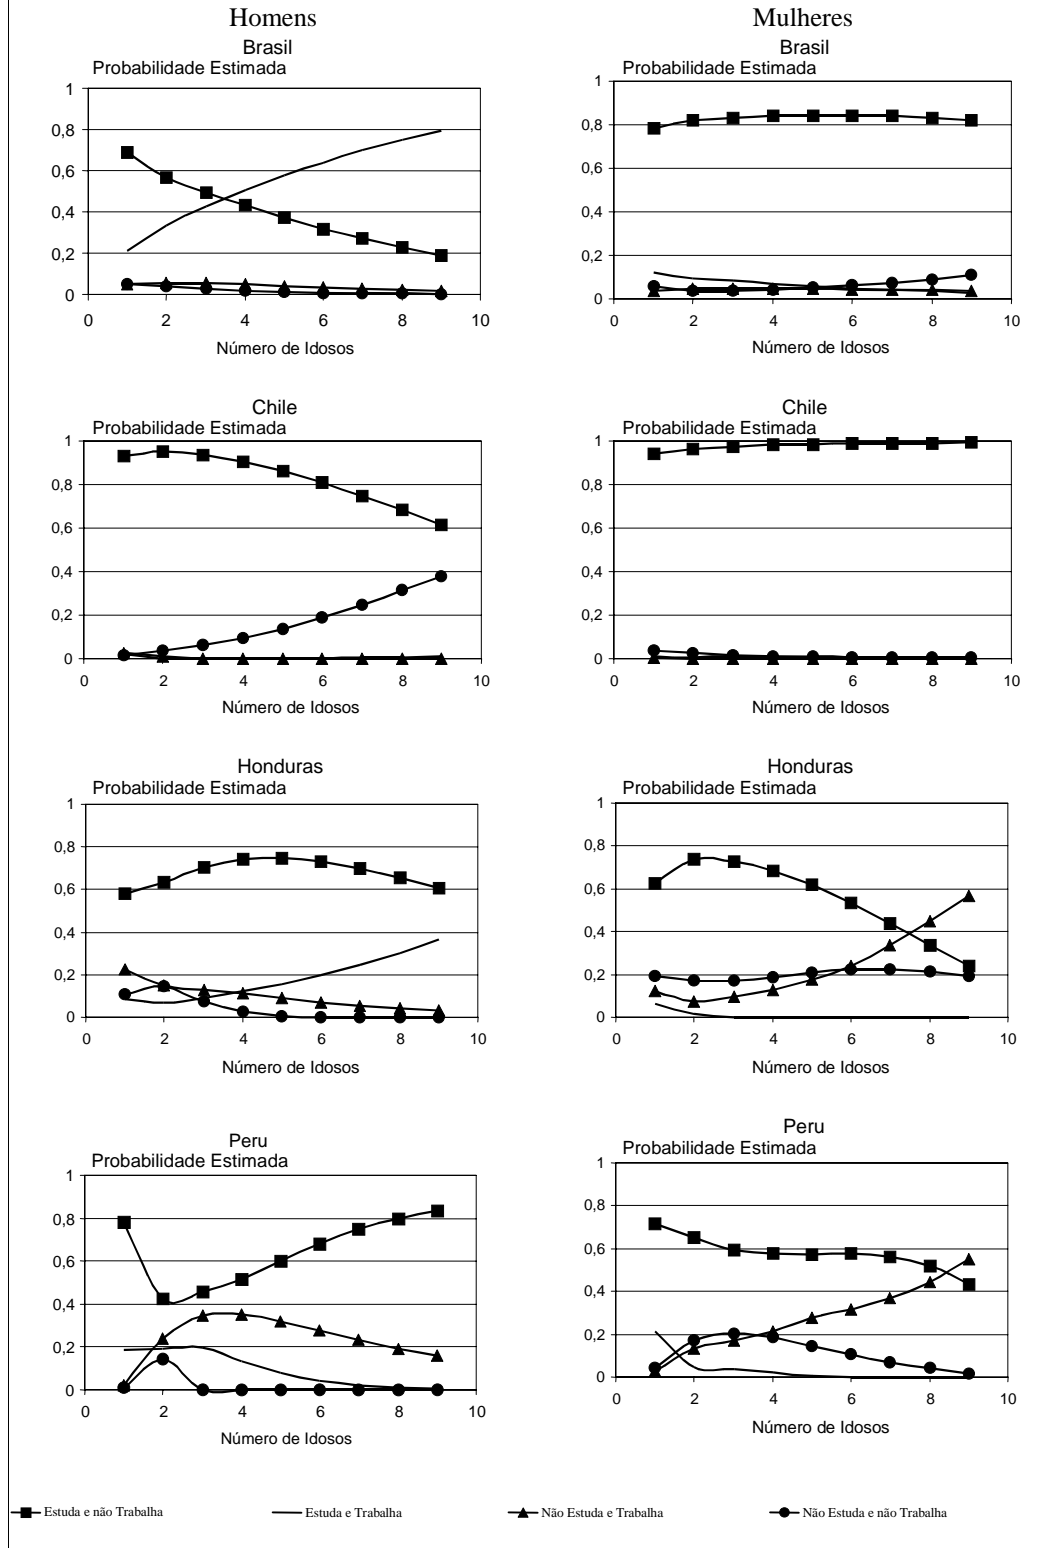 Homens
Mulheres
Brasil
Probabilidade Estimada
1
0,8
0,6
0,4
0,2
0
0 2 4 6 8 10
Número de Idosos
Brasil
Probabilidade Estimada
1
0,8
0,6
0,4
0,2
0
0 2 4 6 8 10
Número de Idosos
Chile
Probabilidade Estimada
1
0,8
0,6
0,4
0,2
0
0 2 4 6 8 10
Número de Idosos
Chile
Probabilidade Estimada
1
0,8
0,6
0,4
0,2
0
0 2 4 6 8 10
Número de Idosos
Honduras
Probabilidade Estimada
1
0,8
0,6
0,4
0,2
0
0 2 4 6 8 10
Número de Idosos
Honduras
Probabilidade Estimada
1
0,8
0,6
0,4
0,2
0
0 2 4 6 8 10
Número de Idosos
Peru
Probabilidade Estimada
1
0,8
0,6
0,4
0,2
0
0 2 4 6 8 10
Número de Idosos
Peru
Probabilidade Estimada
1
0,8
0,6
0,4
0,2
0
0 2 4 6 8 10
Número de Idosos
Estuda e não Trabalha Estuda e Trabalha Não Estuda e Trabalha Não Estuda e não Trabalha